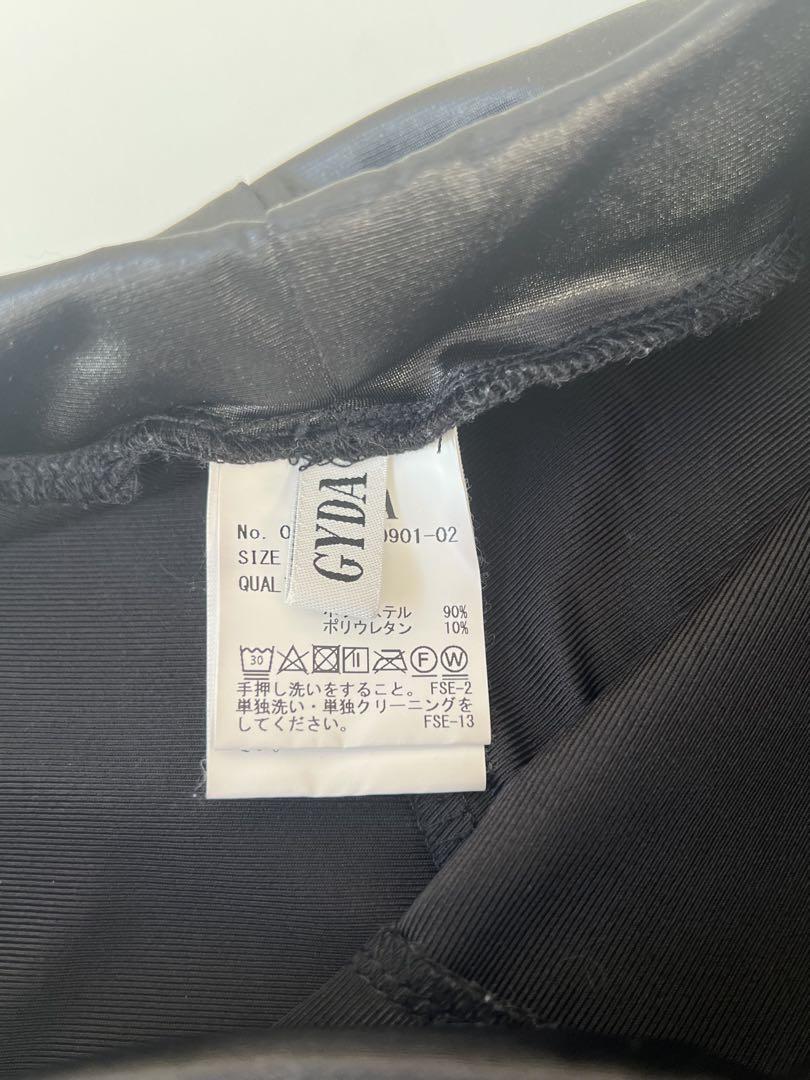 GYDA
No. 0 0901-02
SIZE
QUAL
ステル 90%
ポリウレタン 10%
30 F W
手押し洗いをすること。 FSE-2
単独洗い・単独クリーニングを
してください。 FSE-13